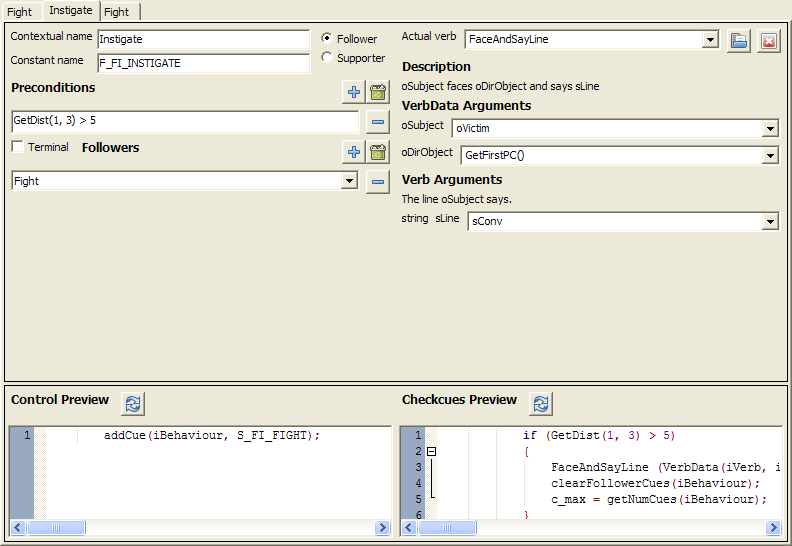 Fight Instigate Fight
Contextual name Instigate Follower
Constant name F_FI_INSTIGATE Supporter
Preconditions
GetDist(1, 3) > 5
Terminal Followers
Fight
Actual verb FaceAndSayLine
Description
oSubject faces oDirObject and says sLine
VerbData Arguments
oSubject oVictim
oDirObject GetFirstPC()
Verb Arguments
The line oSubject says.
string sLine sConv
Control Preview
1 addCue(iBehaviour, S_FI_FIGHT);
Checkcues Preview
1 if (GetDist(1, 3) > 5)
2 {
3 FaceAndSayLine (VerbData(iVerb, i
4 clearFollowerCues(iBehaviour);
5 c_max = getNumCues(iBehaviour);
6 }